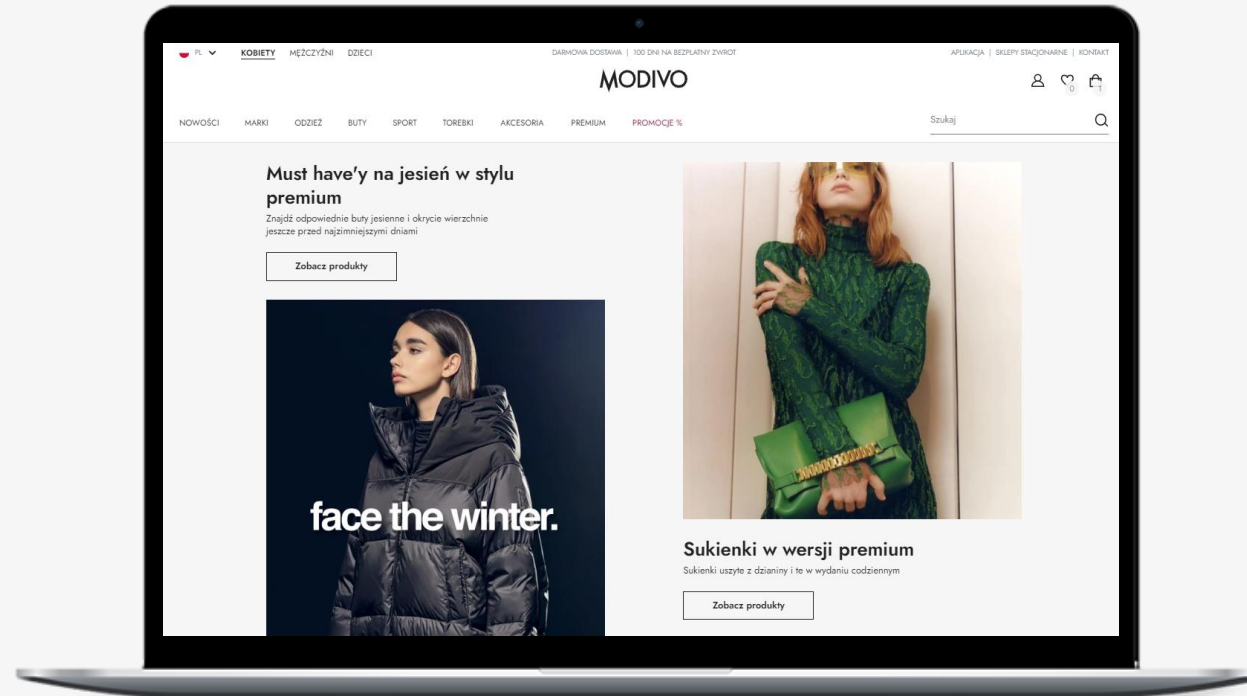 PL KOBIETY MĘŻCZYŹNI DZIECI DARMOWA DOSTAWA | 100 DNI NA BEZPŁATNY ZWROT APLIKACJA | SKLEPY STACJONARNE | KONTAKT
MODIVO
0 1
NOWOŚCI MARKI ODZIEŻ BUTY SPORT TOREBKI AKCESORIA PREMIUM PROMOCJE % Szukaj
Must have'y na jesień w stylu
premium
Znajdź odpowiednie buty jesienne i okrycie wierzchnie
jeszcze przed najzimniejszymi dniami
Zobacz produkty
face the winter.
Sukienki w wersji premium
Sukienki uszyte z dzianiny i te w wydaniu codziennym
Zobacz produkty